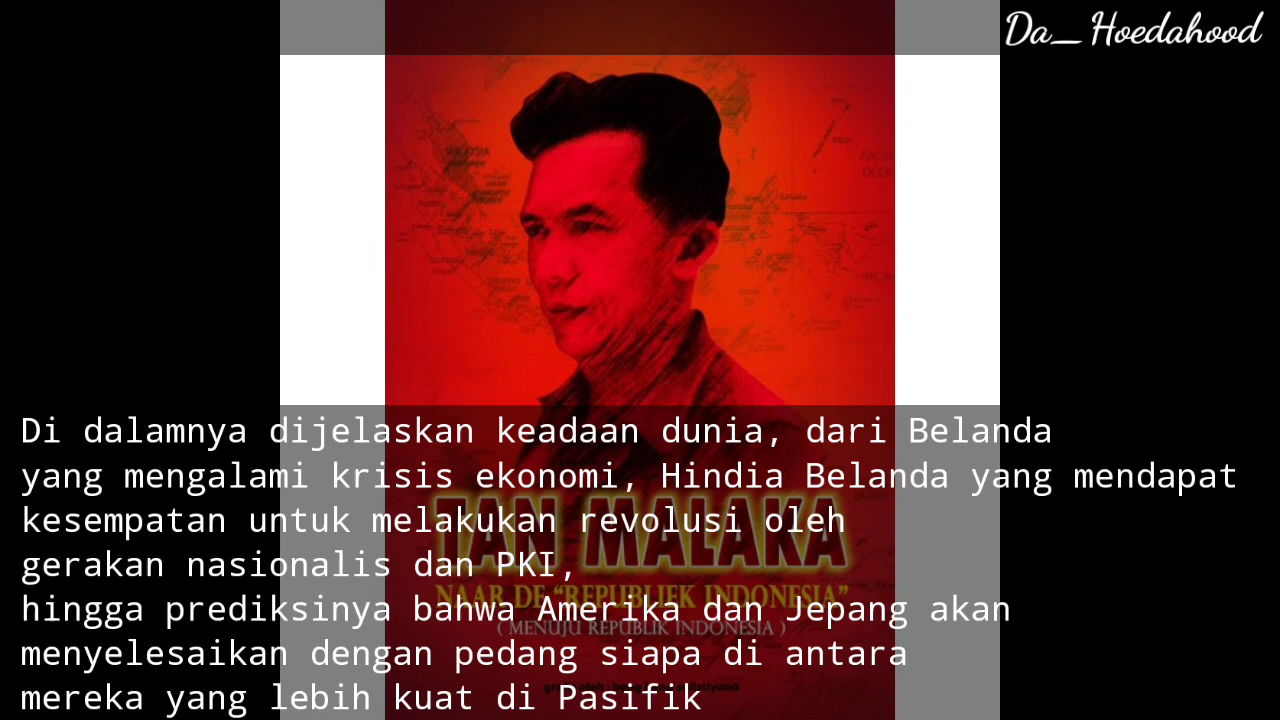 Da_ Hoedahood
Di dalamnya dijelaskan keadaan dunia, dari Belanda
yang mengalami krisis ekonomi, Hindia Belanda yang mendapat
kesempatan untuk melakukan revolusi oleh
gerakan nasionalis dan PKI,
hingga prediksinya bahwa Amerika dan Jepang akan
menyelesaikan dengan pedang siapa di antara
mereka yang lebih kuat di Pasifik
TAN MALAKA
NAAR DE "REPUBLIEK INDONESIA"
( MENUJU REPUBLIK INDONESIA )